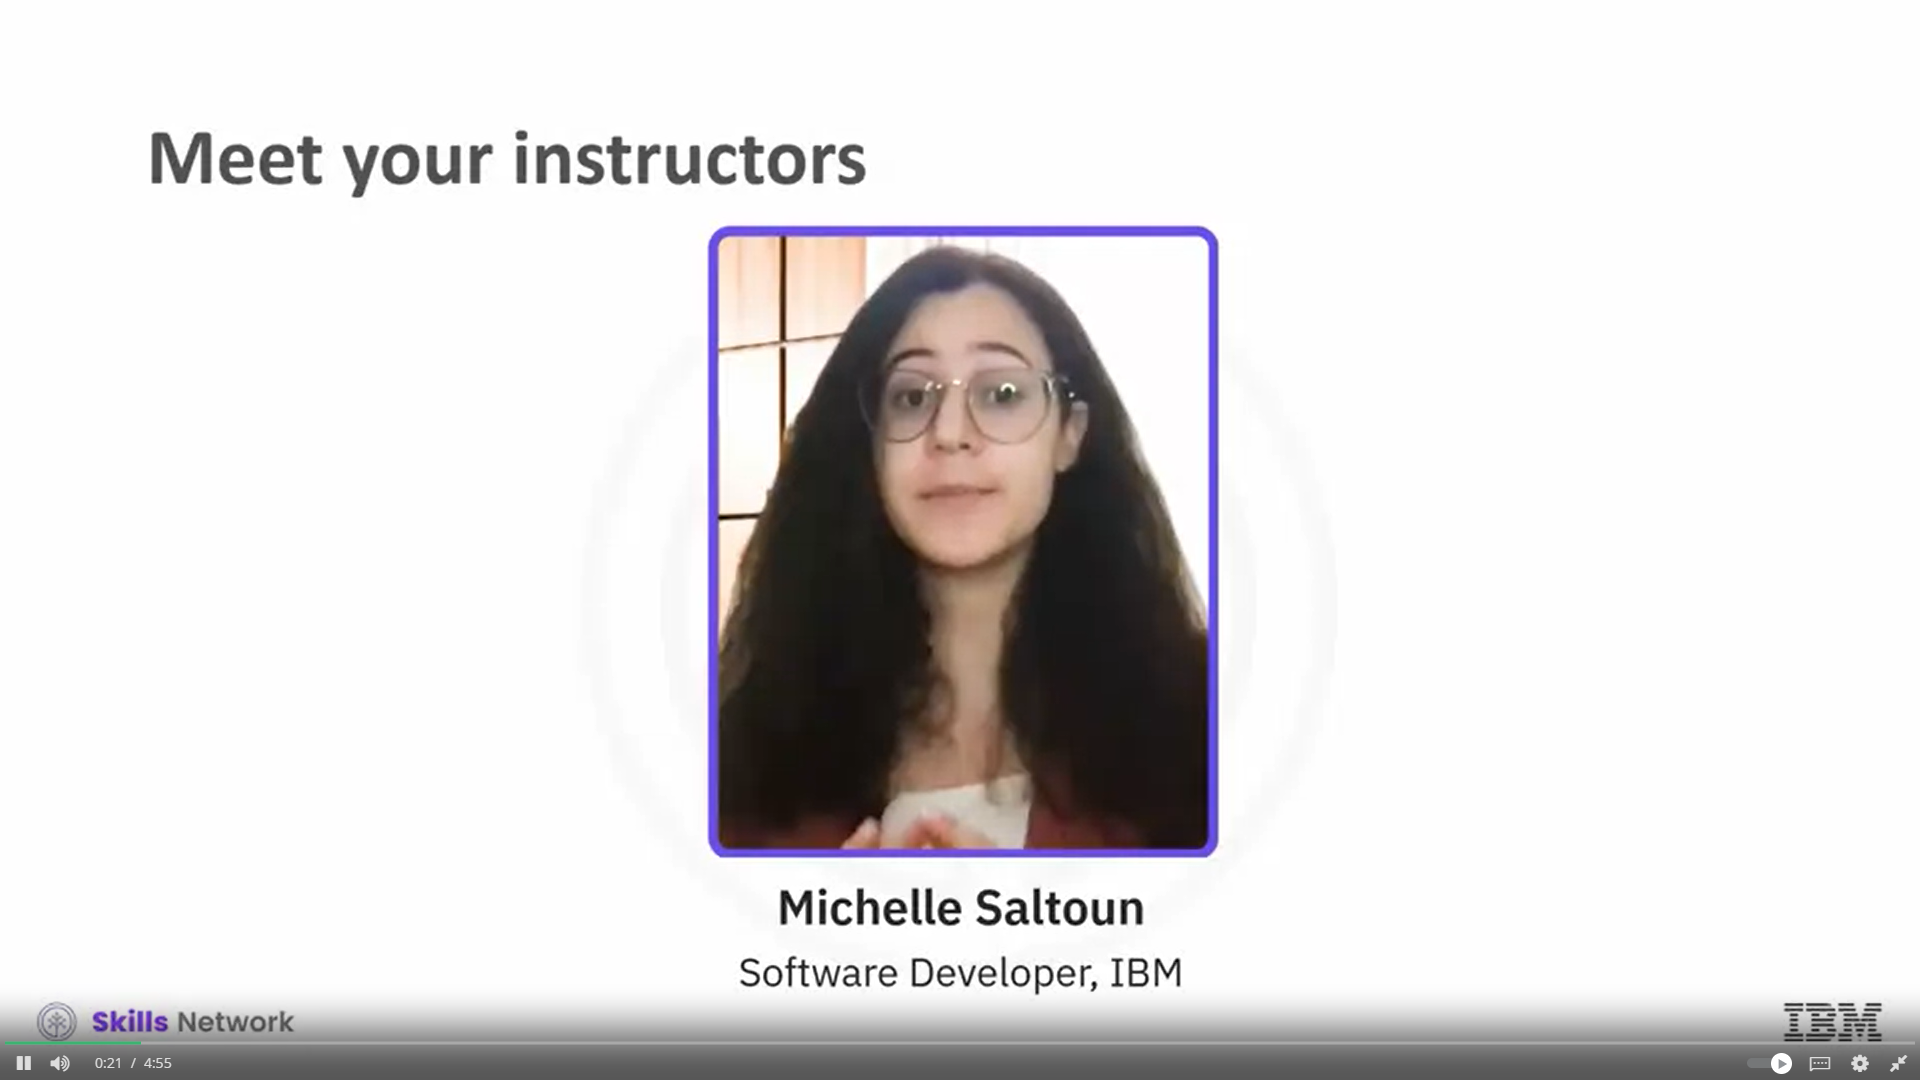 Meet your instructors
Michelle Saltoun
Software Developer, IBM
Skills Network
IBM
0:21 / 4:55